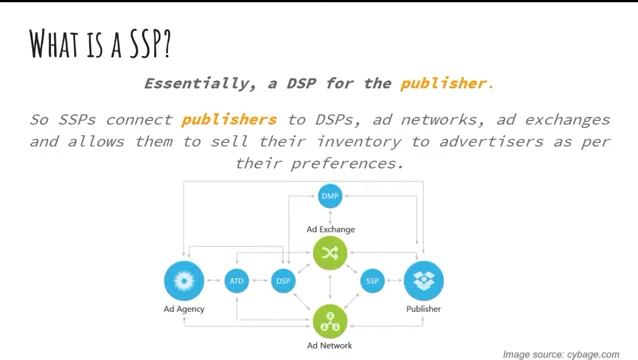 WHAT IS A SSP?
Essentially, a DSP for the publisher.
So SSPs connect publishers to DSPs, ad networks, ad exchanges
and allows them to sell their inventory to advertisers as per
their preferences.
DMP
Ad Exchange
ATD
DSP
SSP
Ad Agency
Publisher
Ad Network
Image source: cybage.com